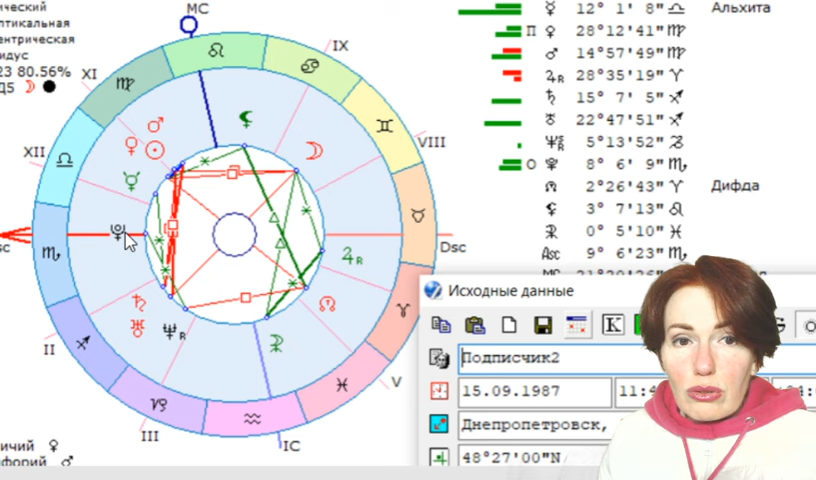 MC
IX
XI
XII
VIII
Dsc
II
III
IC
V
ический
птикальная
ентрическая
идус
23 80.56%
12° 1' 8"♎ Альхита
П ♀ 28°12'41"♍
♂ 14°57'49"♍
♃R 28°35'19"♈
♄ 15° 7' 5"♐
♅ 22°47'51"♐
5°13'52"♑
8° 6' 9"♏
☊ 2°26'43"♈ Дифда
⚸ 3° 7'13"♌
0° 5'10"♓
Asc 9° 6'23"♏
Исходные данные
К
Подписчик2
15.09.1987
Днепропетровск,
48°27'00"N
ичий ♀
форий ♂